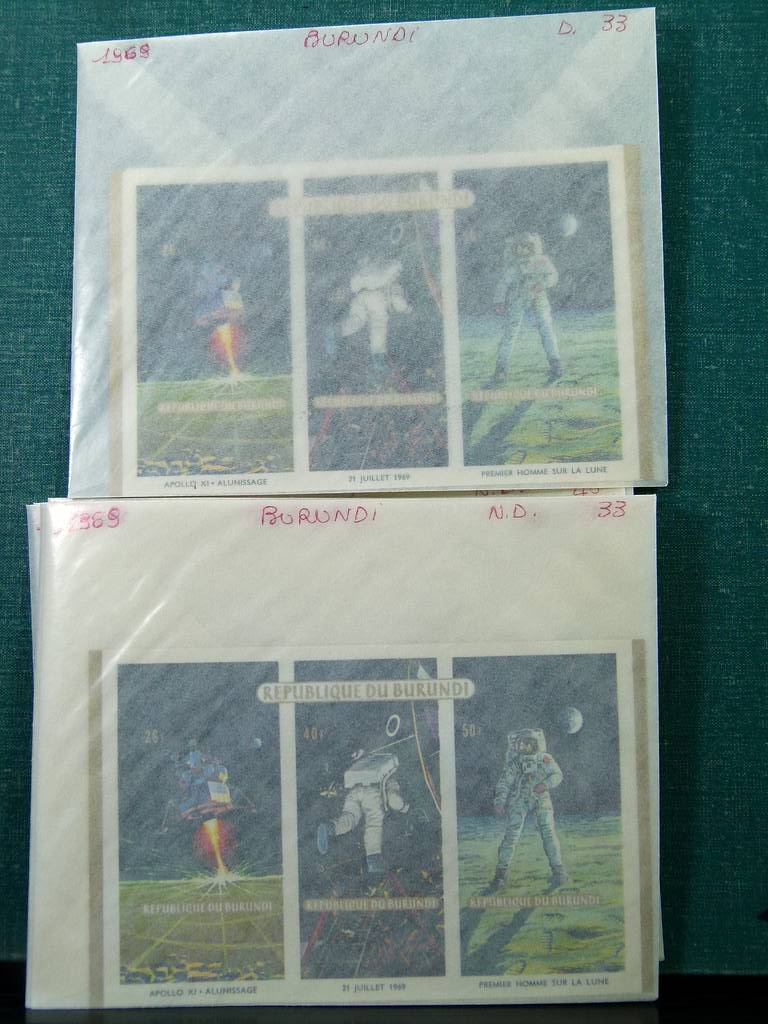 1969 BURUNDI D. 33
REPUBLIQUE DU BURUNDI
REPUBLIQUE DU BURUNDI REPUBLIQUE DU BURUNDI REPUBLIQUE DU BURUNDI
APOLLO XI • ALUNISSAGE 21 JUILLET 1969 PREMIER HOMME SUR LA LUNE
N.D. 40
1969 BURUNDI N.D. 33
REPUBLIQUE DU BURUNDI
26F 40F 50F
REPUBLIQUE DU BURUNDI REPUBLIQUE DU BURUNDI REPUBLIQUE DU BURUNDI
APOLLO XI • ALUNISSAGE 21 JUILLET 1969 PREMIER HOMME SUR LA LUNE